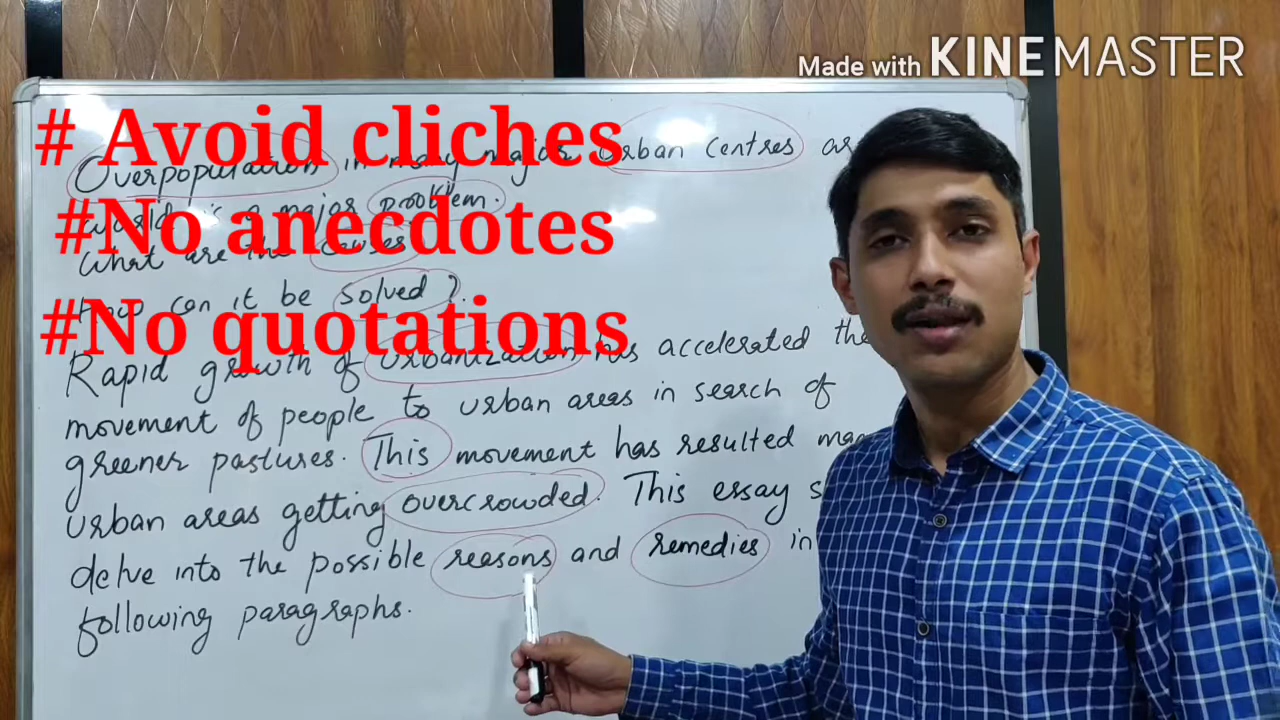 Made with KINEMASTER
# Avoid cliches
#No anecdotes
#No quotations
Overpopulation in many major urban centres
world is a major problem.
What are the causes
How can it be solved?
Rapid growth of urbanization has accelerated the
movement of people to urban areas in search of
greener pastures. This movement has resulted
urban areas getting overcrowded. This essay
delve into the possible reasons and remedies in
following paragraphs.